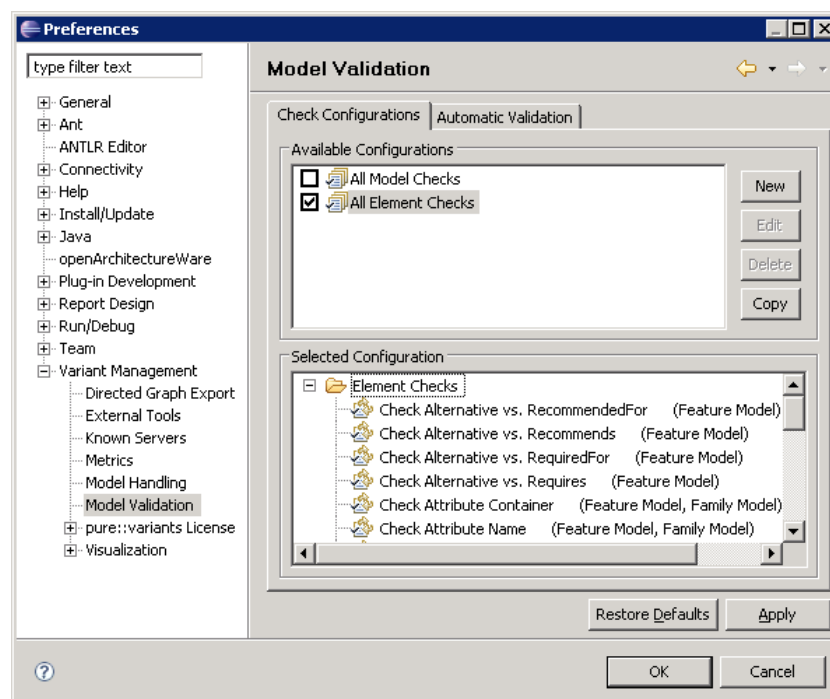 Preferences
type filter text
General
Ant
ANTLR Editor
Connectivity
Help
Install/Update
Java
openArchitectureWare
Plug-in Development
Report Design
Run/Debug
Team
Variant Management
Directed Graph Export
External Tools
Known Servers
Metrics
Model Handling
Model Validation
pure::variants License
Visualization
Model Validation
Check Configurations
Automatic Validation
Available Configurations
All Model Checks
All Element Checks
New
Edit
Delete
Copy
Selected Configuration
Element Checks
Check Alternative vs. RecommendedFor (Feature Model)
Check Alternative vs. Recommends (Feature Model)
Check Alternative vs. RequiredFor (Feature Model)
Check Alternative vs. Requires (Feature Model)
Check Attribute Container (Feature Model, Family Model)
Check Attribute Name (Feature Model, Family Model)
Restore Defaults
Apply
?
OK
Cancel